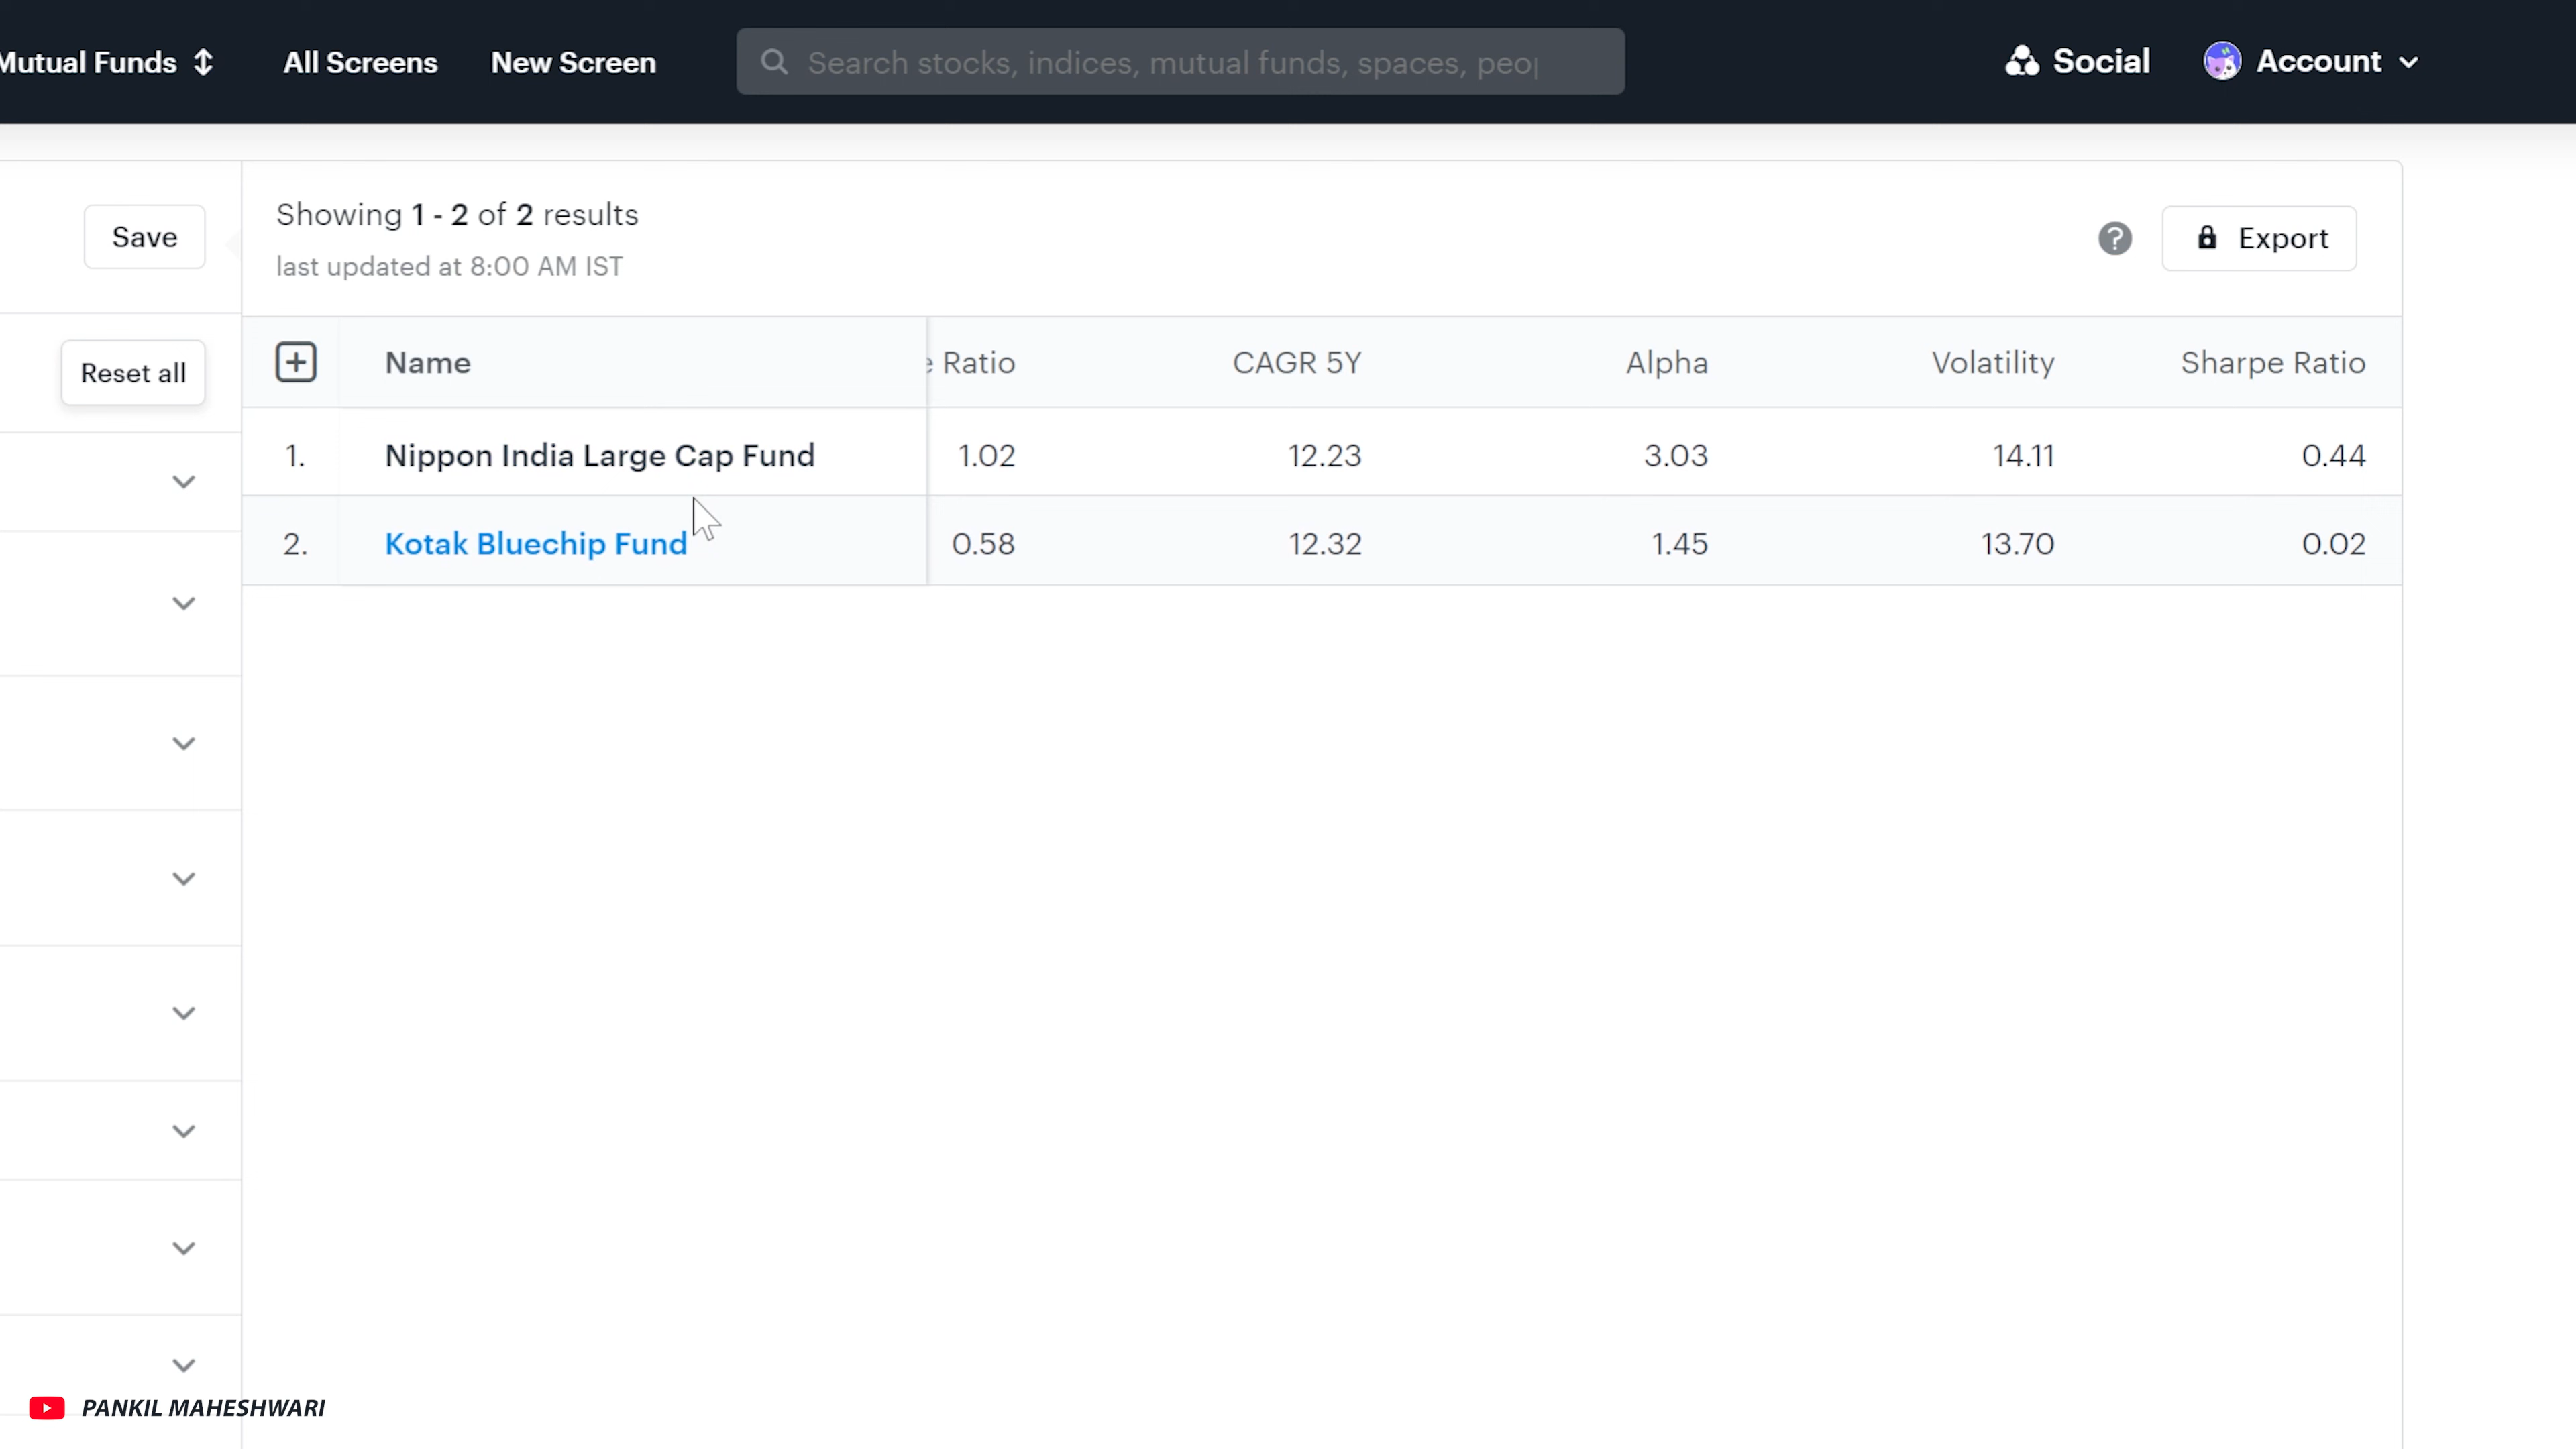 Mutual Funds All Screens New Screen Search stocks, indices, mutual funds, spaces, Social Account
Save
Showing 1 - 2 of 2 results
last updated at 8:00 AM IST
Export
Reset all
Name Ratio CAGR 5Y Alpha Volatility Sharpe Ratio
1. Nippon India Large Cap Fund 1.02 12.23 3.03 14.11 0.44
2. Kotak Bluechip Fund 0.58 12.32 1.45 13.70 0.02
PANKIL MAHESHWARI